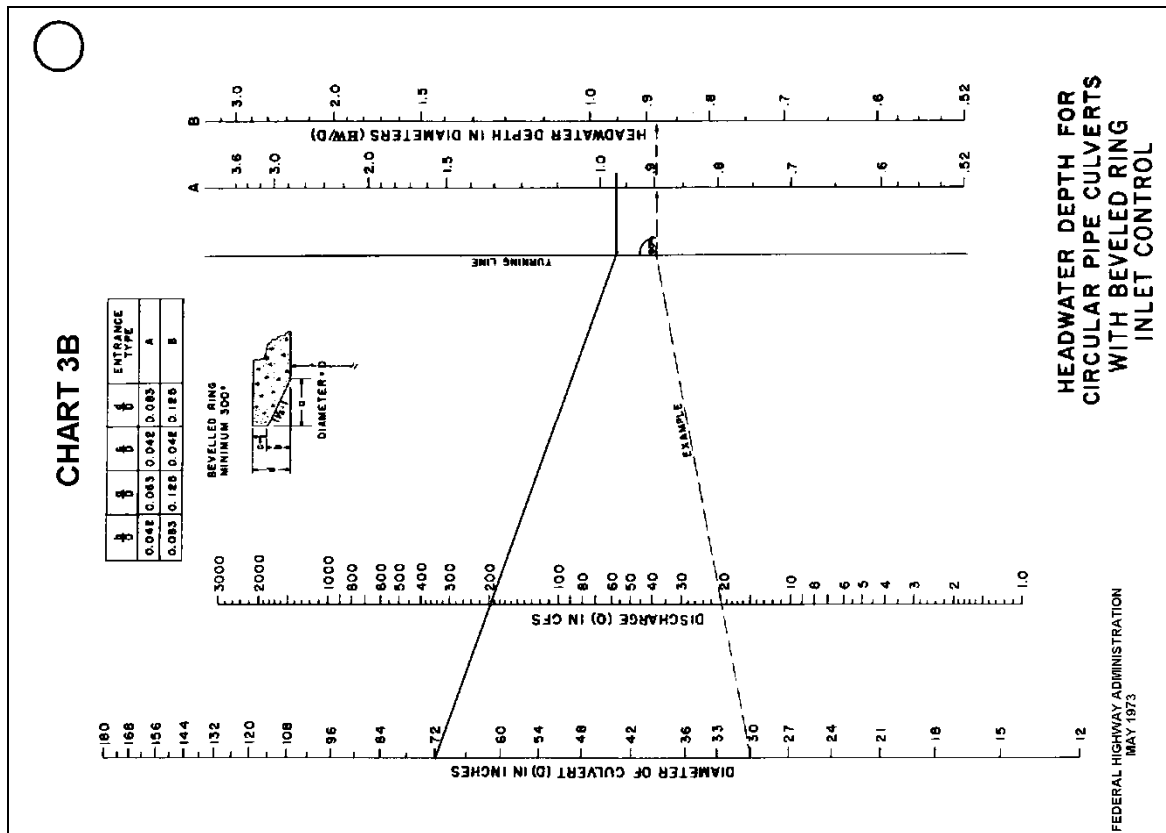 CHART 3B
ENTRANCE
TYPE
0.042 0.063 0.042 0.083 A
0.083 0.125 0.042 0.125 B
BEVELLED RING
MINIMUM 300°
DIAMETER = D
B
3.0 2.0 1.5 1.0 .9 .8 .7 .6 .52
HEADWATER DEPTH IN DIAMETERS (HW/D)
A
3.6 3.0 2.0 1.5 1.0 .9 .8 .7 .6 .52
TURNING LINE
90°
EXAMPLE
3000 2000 1000 800 600 500 400 300 200 100 80 60 50 40 30 20 10 8 6 5 4 3 2 1.0
DISCHARGE (Q) IN CFS
180 168 156 144 132 120 108 96 84 72 60 54 48 42 36 33 30 27 24 21 18 15 12
DIAMETER OF CULVERT (D) IN INCHES
HEADWATER DEPTH FOR
CIRCULAR PIPE CULVERTS
WITH BEVELED RING
INLET CONTROL
FEDERAL HIGHWAY ADMINISTRATION
MAY 1973